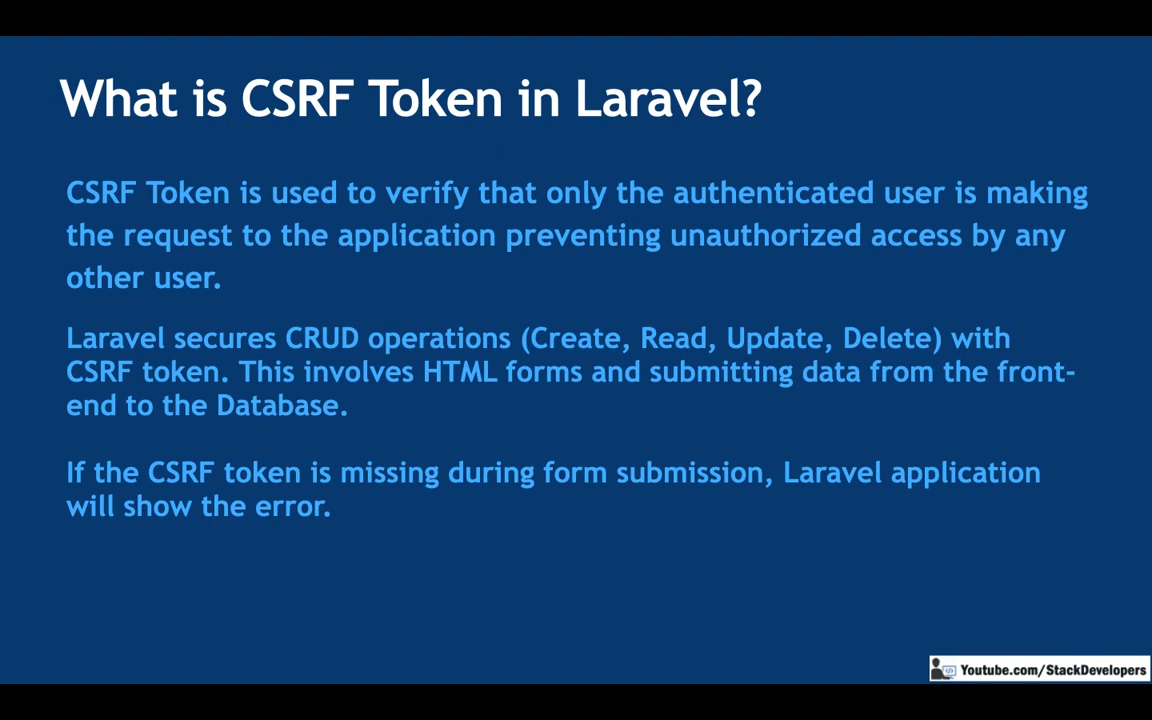 What is CSRF Token in Laravel?
CSRF Token is used to verify that only the authenticated user is making
the request to the application preventing unauthorized access by any
other user.
Laravel secures CRUD operations (Create, Read, Update, Delete) with
CSRF token. This involves HTML forms and submitting data from the front-
end to the Database.
If the CSRF token is missing during form submission, Laravel application
will show the error.
Youtube.com/StackDevelopers